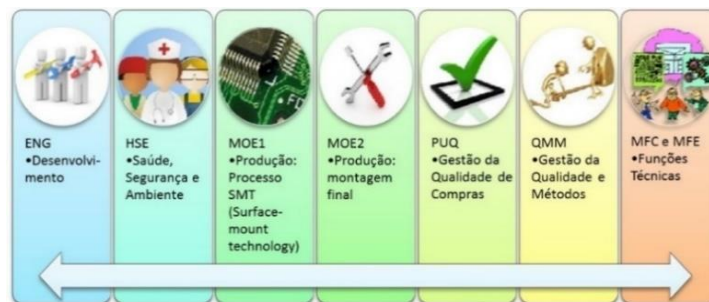 ENG
•Desenvolvi-
mento
HSE
•Saúde,
Segurança e
Ambiente
MOE1
•Produção:
Processo
SMT
(Surface-
mount
technology)
MOE2
•Produção:
montagem
final
PUQ
•Gestão da
Qualidade de
Compras
QMM
•Gestão da
Qualidade e
Métodos
MFC e MFE
•Funções
Técnicas